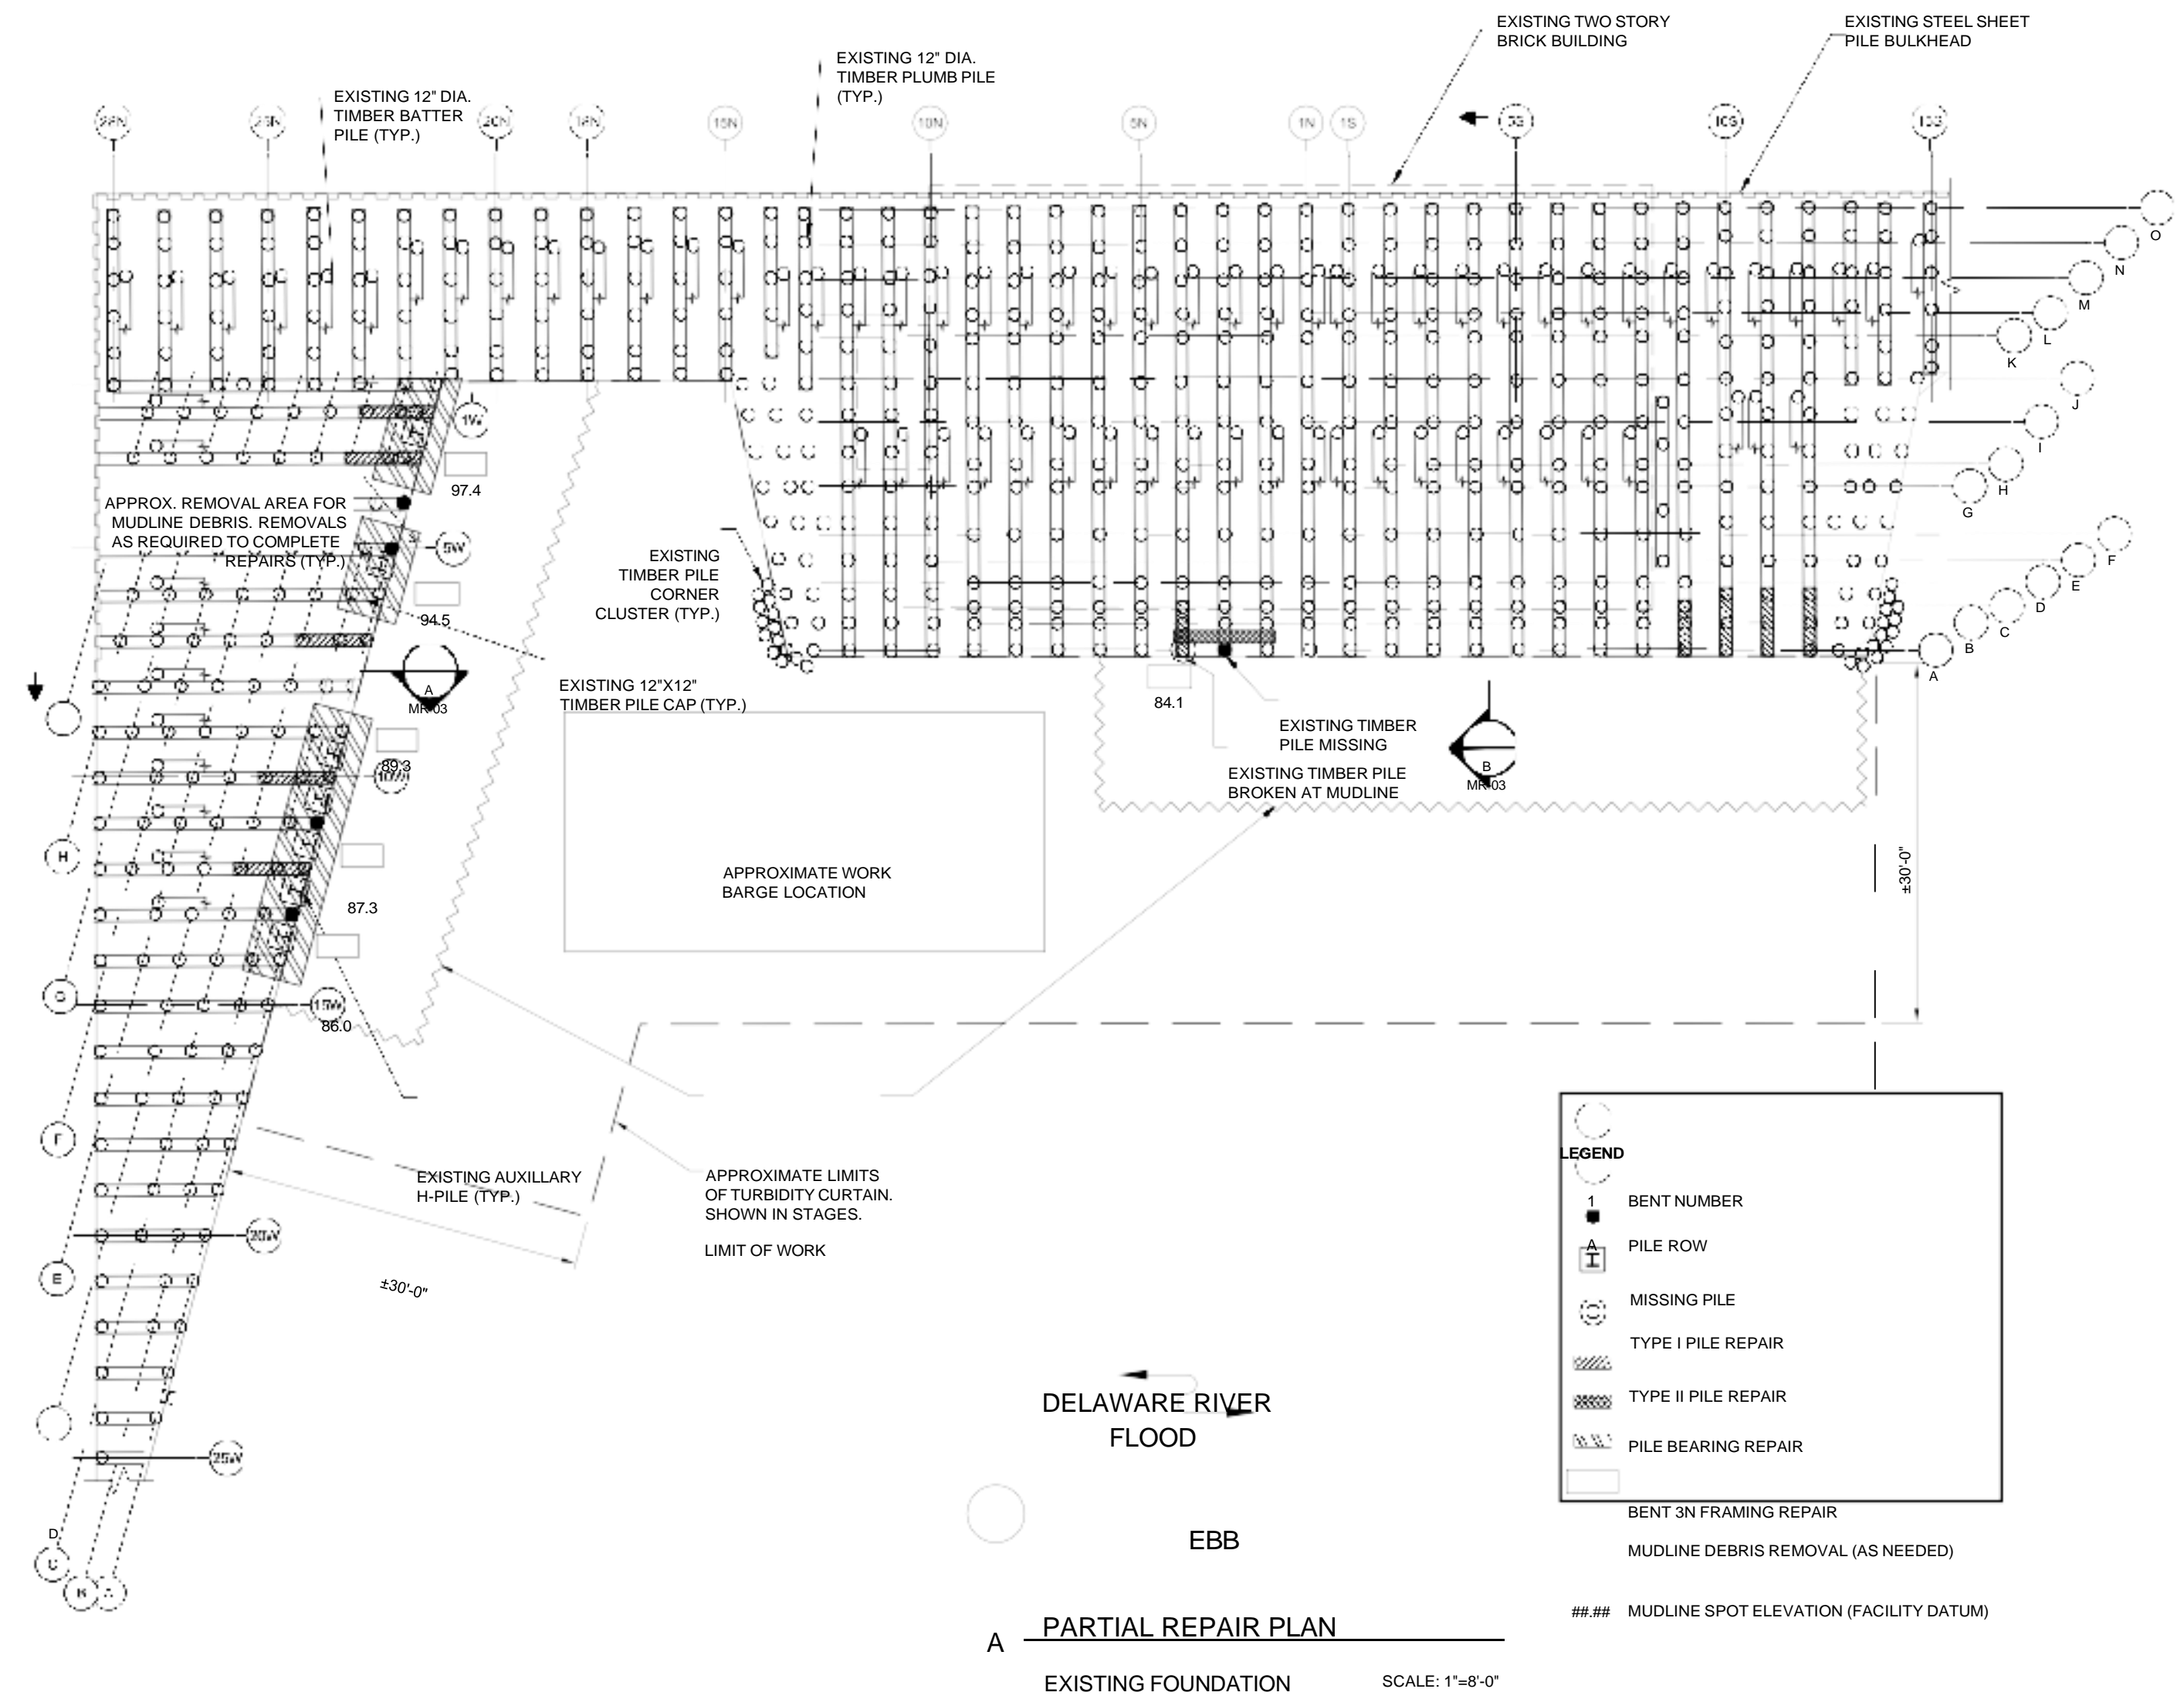 EXISTING TWO STORY
BRICK BUILDING
EXISTING STEEL SHEET
PILE BULKHEAD
EXISTING 12" DIA.
TIMBER PLUMB PILE
(TYP.)
EXISTING 12" DIA.
TIMBER BATTER
PILE (TYP.)
20N
15N
10N
5N
1N
1S
5S
10S
O
N
M
L
K
J
I
H
G
F
E
D
C
B
A
1W
97.4
APPROX. REMOVAL AREA FOR
MUDLINE DEBRIS. REMOVALS
AS REQUIRED TO COMPLETE
REPAIRS (TYP.)
5W
94.5
EXISTING
TIMBER PILE
CORNER
CLUSTER (TYP.)
A
MR-03
EXISTING 12"X12"
TIMBER PILE CAP (TYP.)
84.1
EXISTING TIMBER
PILE MISSING
EXISTING TIMBER PILE
BROKEN AT MUDLINE
B
MR-03
89.3
10W
H
APPROXIMATE WORK
BARGE LOCATION
±30'-0"
87.3
G
15W
86.0
F
EXISTING AUXILLARY
H-PILE (TYP.)
APPROXIMATE LIMITS
OF TURBIDITY CURTAIN.
SHOWN IN STAGES.
LIMIT OF WORK
20W
E
±30'-0"
25W
D
C
B
A
LEGEND
1 BENT NUMBER
A PILE ROW
MISSING PILE
TYPE I PILE REPAIR
TYPE II PILE REPAIR
PILE BEARING REPAIR
BENT 3N FRAMING REPAIR
MUDLINE DEBRIS REMOVAL (AS NEEDED)
##.## MUDLINE SPOT ELEVATION (FACILITY DATUM)
DELAWARE RIVER
FLOOD
EBB
A PARTIAL REPAIR PLAN
EXISTING FOUNDATION SCALE: 1"=8'-0"